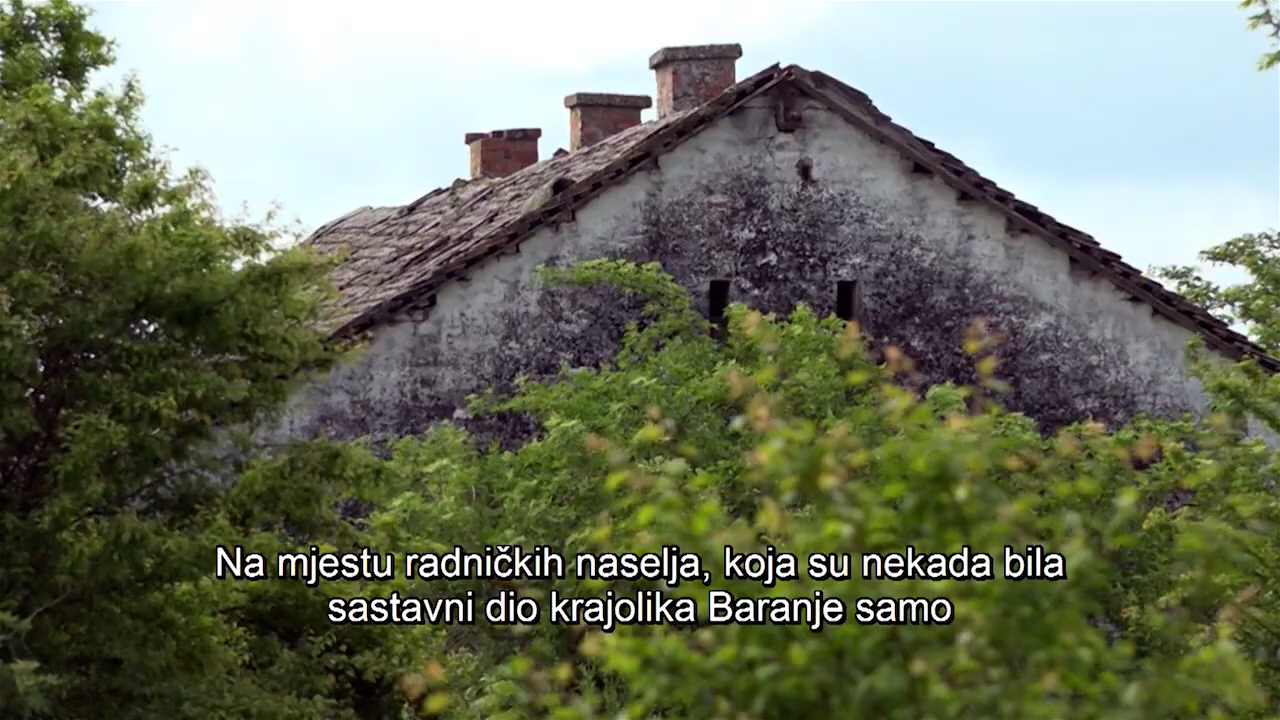 Na mjestu radničkih naselja, koja su nekada bila
sastavni dio krajolika Baranje samo